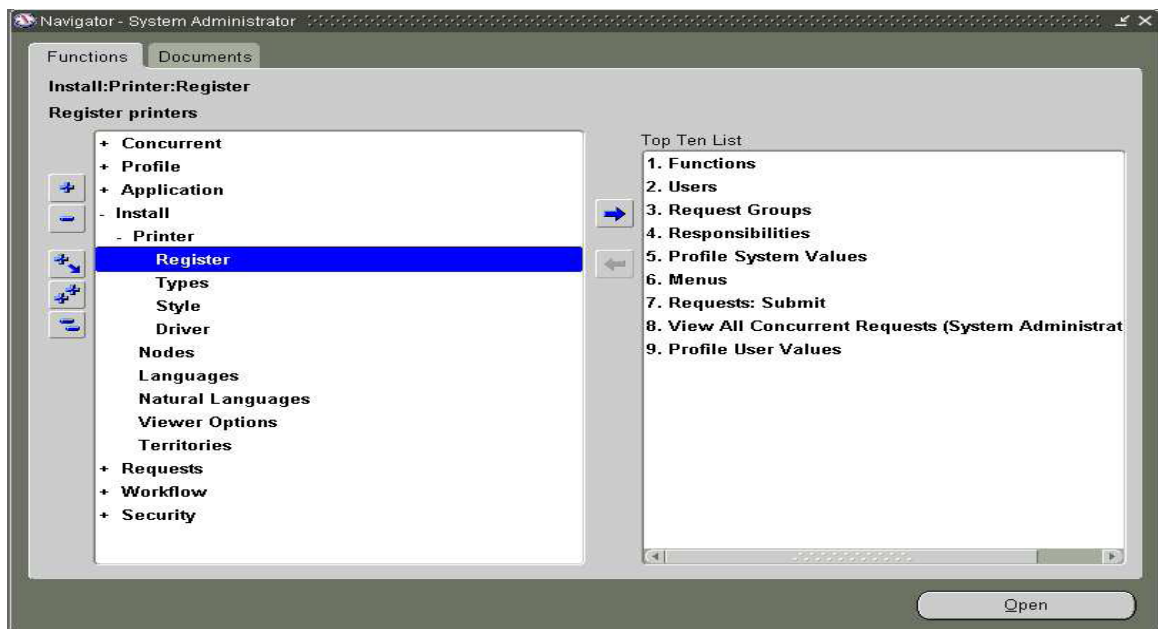 Navigator - System Administrator
Functions Documents
Install:Printer:Register
Register printers
+ Concurrent
+ Profile
+ Application
- Install
- Printer
Register
Types
Style
Driver
Nodes
Languages
Natural Languages
Viewer Options
Territories
+ Requests
+ Workflow
+ Security
Top Ten List
1. Functions
2. Users
3. Request Groups
4. Responsibilities
5. Profile System Values
6. Menus
7. Requests: Submit
8. View All Concurrent Requests (System Administrat
9. Profile User Values
Open